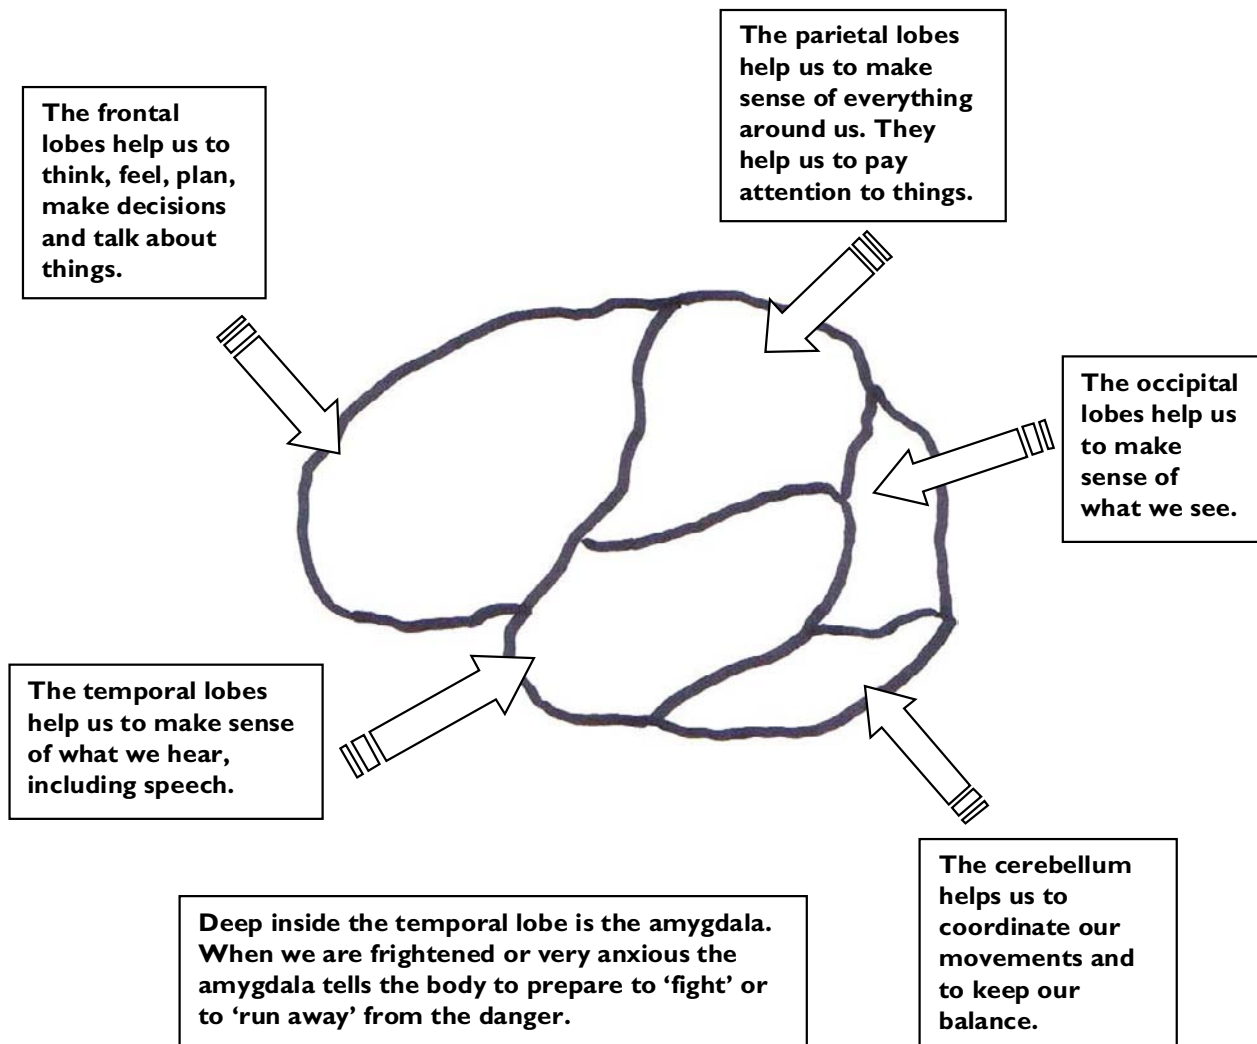 The parietal lobes
help us to make
sense of everything
around us. They
help us to pay
attention to things.
The frontal
lobes help us to
think, feel, plan,
make decisions
and talk about
things.
The occipital
lobes help us
to make
sense of
what we see.
The temporal lobes
help us to make sense
of what we hear,
including speech.
The cerebellum
helps us to
coordinate our
movements and
to keep our
balance.
Deep inside the temporal lobe is the amygdala.
When we are frightened or very anxious the
amygdala tells the body to prepare to ‘fight’ or
to ‘run away’ from the danger.